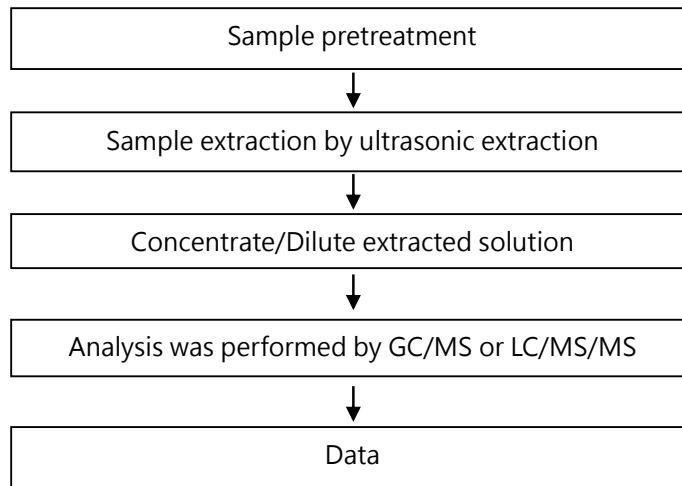 Sample pretreatment
Sample extraction by ultrasonic extraction
Concentrate/Dilute extracted solution
Analysis was performed by GC/MS or LC/MS/MS
Data